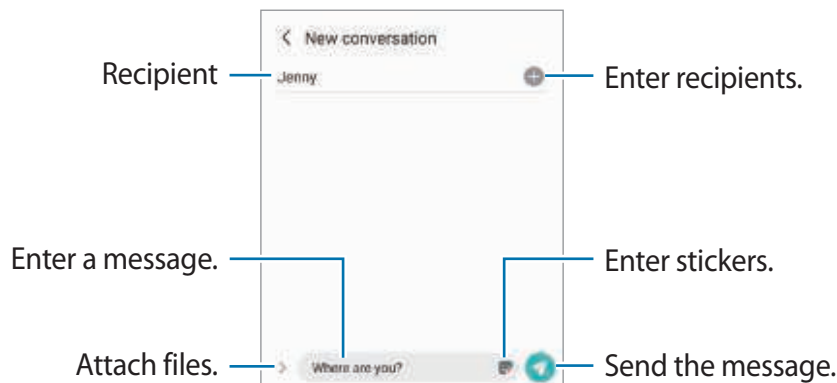 New conversation
Recipient
Jenny
Enter recipients.
Enter a message.
Enter stickers.
Attach files.
Where are you?
Send the message.